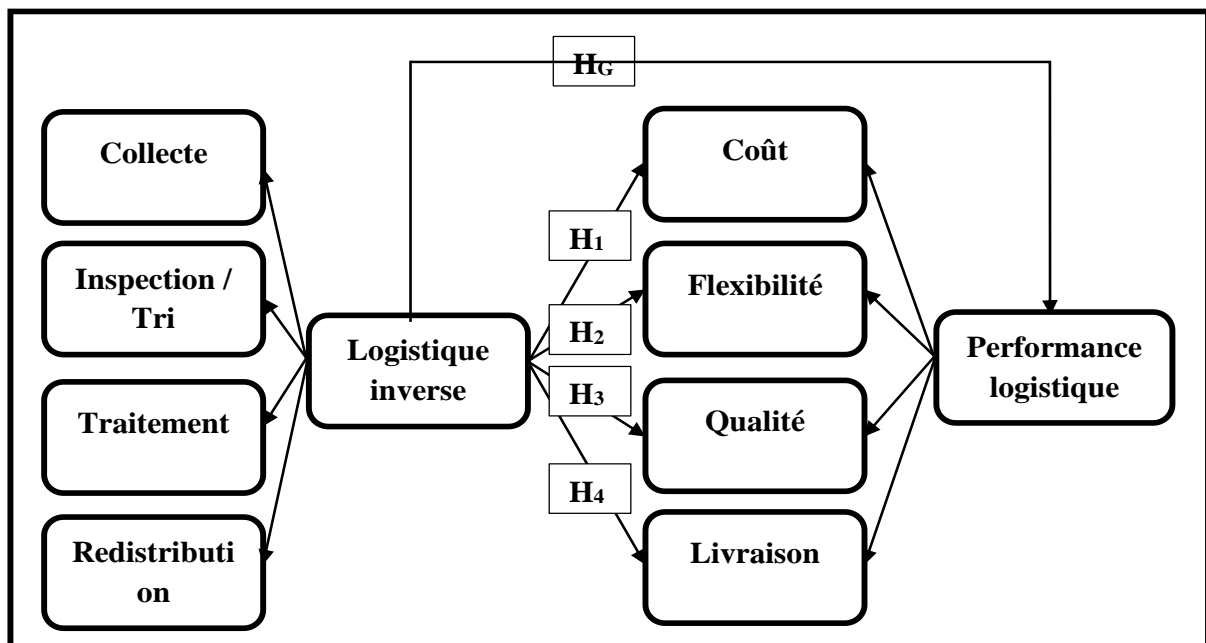 HG
Collecte
Coût
H1
Inspection /
Tri
Flexibilité
H2
Logistique
inverse
Performance
logistique
H3
Traitement
Qualité
H4
Redistributi
on
Livraison